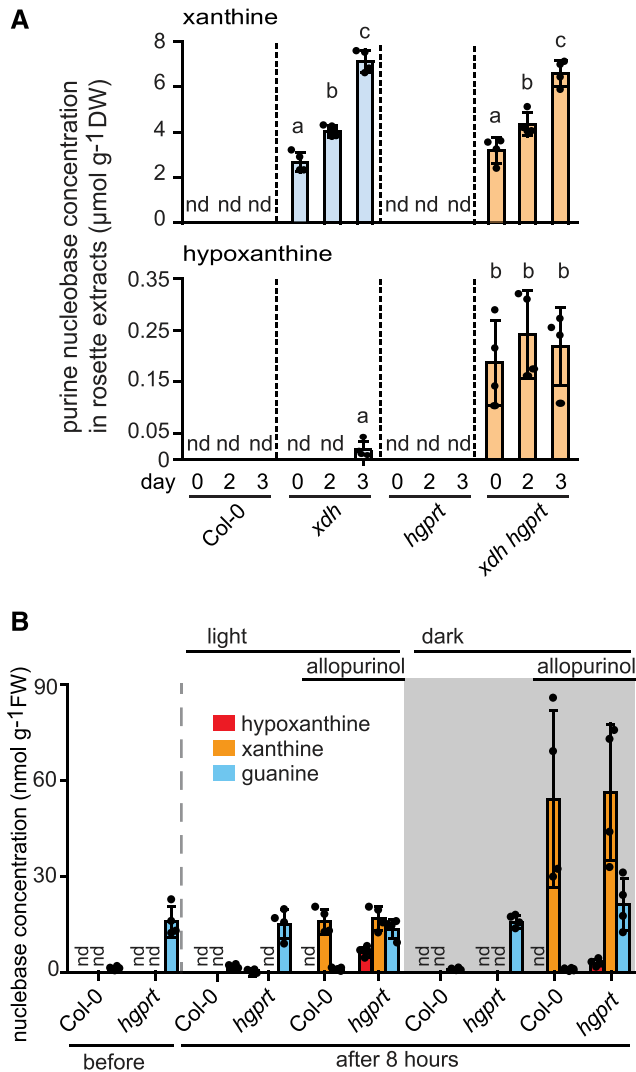 A
xanthine
purine nucleobase concentration
in rosette extracts (µmol g-1DW)
8
6
4
2
0
nd nd nd
a
b
c
nd nd nd
a
b
c
hypoxanthine
0.35
0.25
0.15
0.05
0
nd nd nd
nd nd
a
nd nd nd
b b b
day 0 2 3 0 2 3 0 2 3 0 2 3
Col-0 xdh hgprt xdh hgprt
B
light dark
allopurinol allopurinol
nuclebase concentration (nmol g-1FW)
90
60
30
0
hypoxanthine
xanthine
guanine
nd nd nd nd nd nd nd nd nd nd nd nd nd
Col-0 hgprt Col-0 hgprt Col-0 hgprt Col-0 hgprt Col-0 hgprt
before after 8 hours